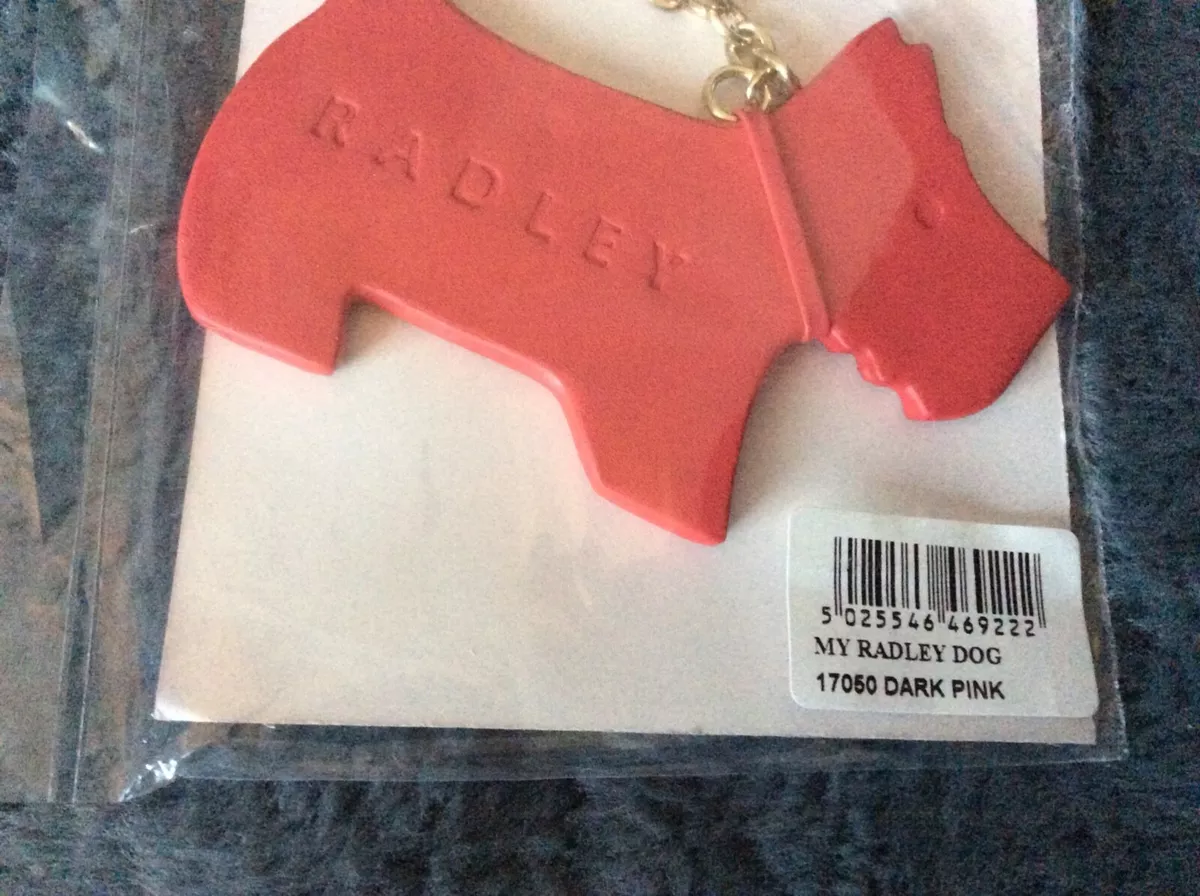 RADLEY
5 025546 469222
MY RADLEY DOG
17050 DARK PINK